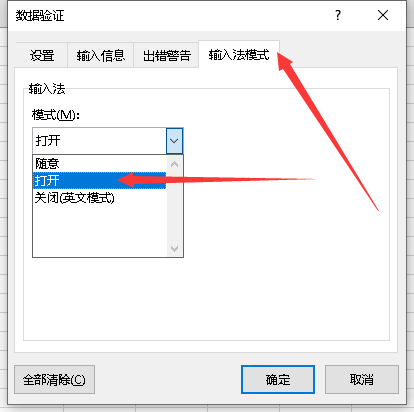 数据验证
设置 输入信息 出错警告 输入法模式
输入法
模式(M):
打开
随意
打开
关闭(英文模式)
全部清除(C) 确定 取消